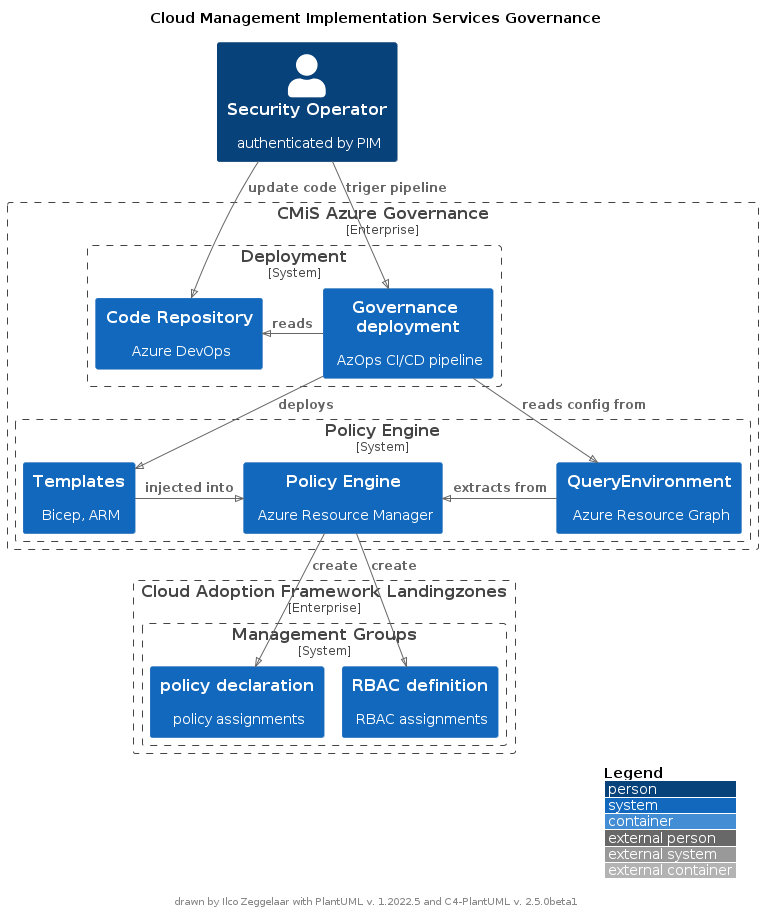 Cloud Management Implementation Services Governance
Security Operator
authenticated by PIM
update code
triger pipeline
CMiS Azure Governance
[Enterprise]
Deployment
[System]
Code Repository
Azure DevOps
reads
Governance
deployment
AzOps CI/CD pipeline
deploys
reads config from
Policy Engine
[System]
Templates
Bicep, ARM
injected into
Policy Engine
Azure Resource Manager
extracts from
QueryEnvironment
Azure Resource Graph
create
create
Cloud Adoption Framework Landingzones
[Enterprise]
Management Groups
[System]
policy declaration
policy assignments
RBAC definition
RBAC assignments
Legend
person
system
container
external person
external system
external container
drawn by Ilco Zeggelaar with PlantUML v. 1.2022.5 and C4-PlantUML v. 2.5.0beta1